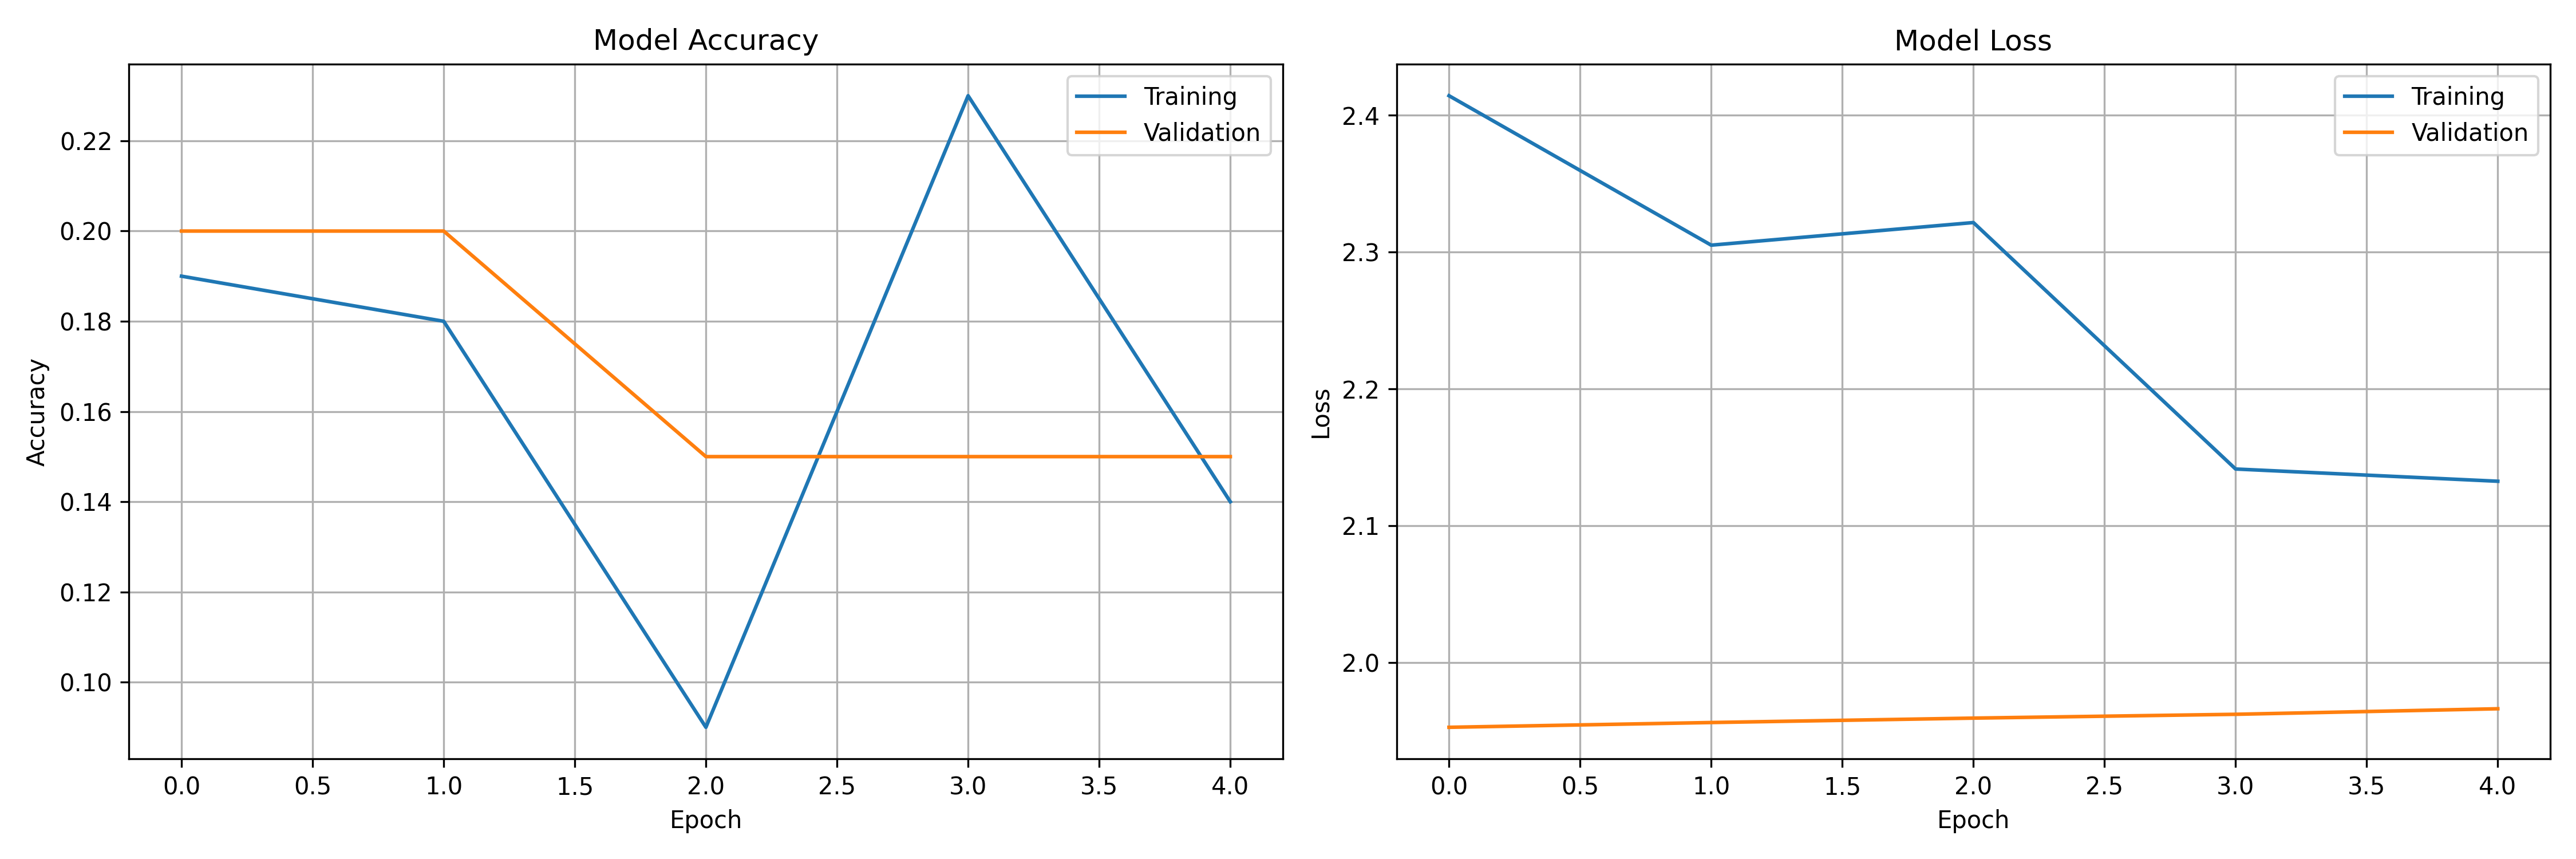 Model Accuracy
Training
Validation
0.22
0.20
0.18
0.16
0.14
0.12
0.10
Accuracy
0.0 0.5 1.0 1.5 2.0 2.5 3.0 3.5 4.0
Epoch
Model Loss
Training
Validation
2.4
2.3
2.2
2.1
2.0
Loss
0.0 0.5 1.0 1.5 2.0 2.5 3.0 3.5 4.0
Epoch